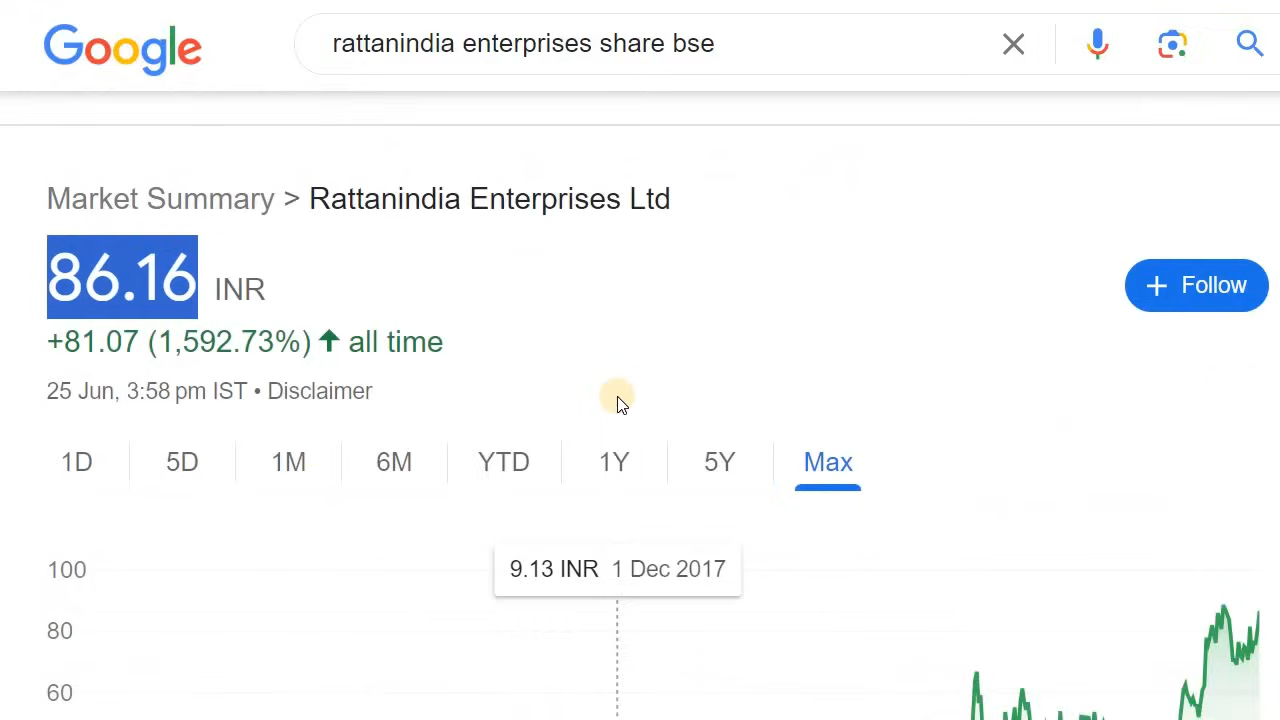 Google
rattanindia enterprises share bse
Market Summary > Rattanindia Enterprises Ltd
86.16 INR
+ Follow
+81.07 (1,592.73%) ↑ all time
25 Jun, 3:58 pm IST • Disclaimer
1D 5D 1M 6M YTD 1Y 5Y Max
9.13 INR 1 Dec 2017
100
80
60